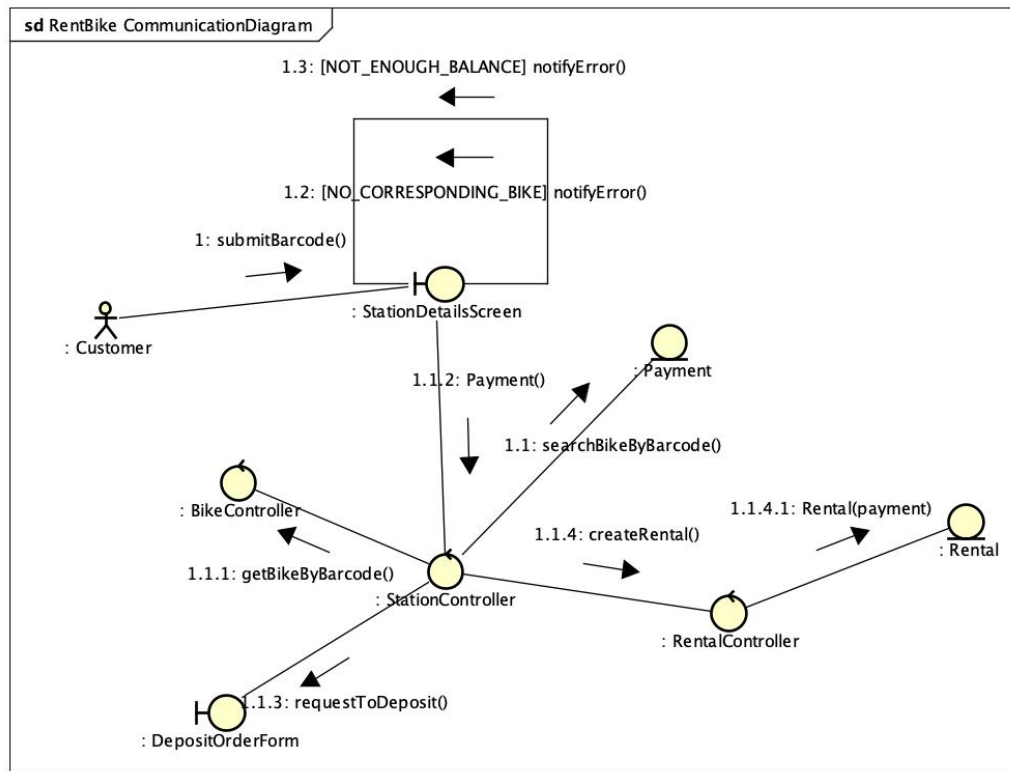 sd RentBike CommunicationDiagram
1.3: [NOT_ENOUGH_BALANCE] notifyError()
1.2: [NO_CORRESPONDING_BIKE] notifyError()
1: submitBarcode()
: StationDetailsScreen
: Customer
: Payment
1.1.2: Payment()
1.1: searchBikeByBarcode()
: BikeController
1.1.4.1: Rental(payment)
1.1.4: createRental()
: Rental
1.1.1: getBikeByBarcode()
: StationController
: RentalController
1.1.3: requestToDeposit()
: DepositOrderForm